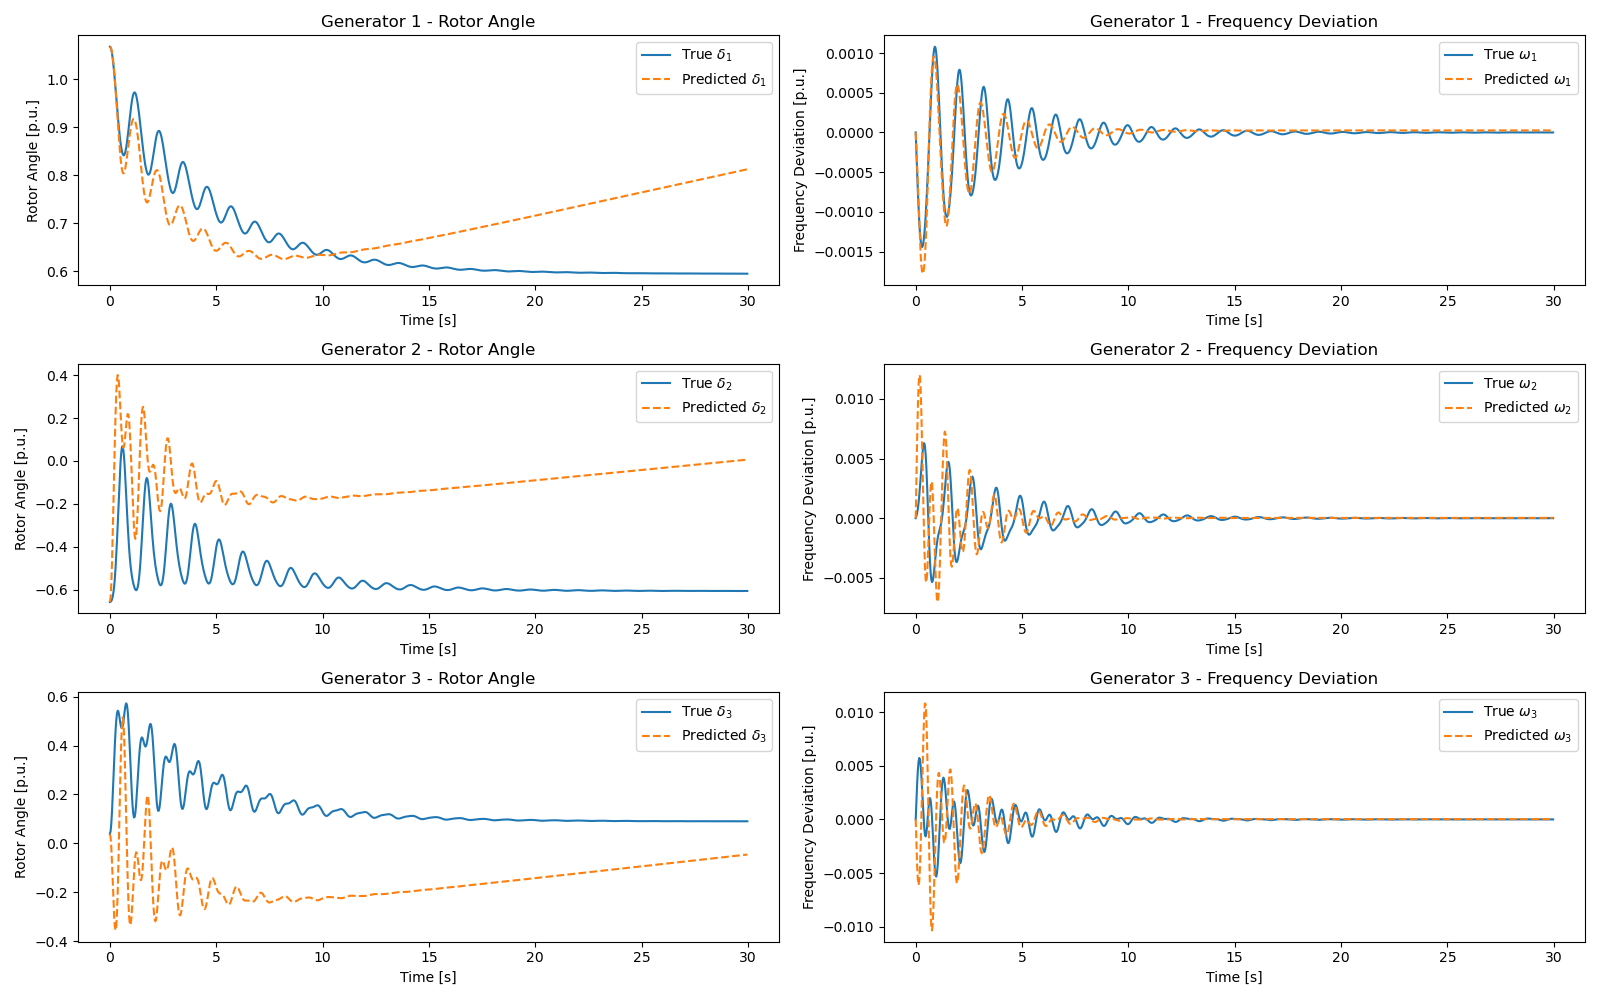 Generator 1 - Rotor Angle
Rotor Angle [p.u.]
1.0
0.9
0.8
0.7
0.6
True δ₁
Predicted δ₁
0 5 10 15 20 25 30
Time [s]
Generator 1 - Frequency Deviation
Frequency Deviation [p.u.]
0.0010
0.0005
0.0000
−0.0005
−0.0010
−0.0015
True ω₁
Predicted ω₁
0 5 10 15 20 25 30
Time [s]
Generator 2 - Rotor Angle
Rotor Angle [p.u.]
0.4
0.2
0.0
−0.2
−0.4
−0.6
True δ₂
Predicted δ₂
0 5 10 15 20 25 30
Time [s]
Generator 2 - Frequency Deviation
Frequency Deviation [p.u.]
0.010
0.005
0.000
−0.005
True ω₂
Predicted ω₂
0 5 10 15 20 25 30
Time [s]
Generator 3 - Rotor Angle
Rotor Angle [p.u.]
0.6
0.4
0.2
0.0
−0.2
−0.4
True δ₃
Predicted δ₃
0 5 10 15 20 25 30
Time [s]
Generator 3 - Frequency Deviation
Frequency Deviation [p.u.]
0.010
0.005
0.000
−0.005
−0.010
True ω₃
Predicted ω₃
0 5 10 15 20 25 30
Time [s]